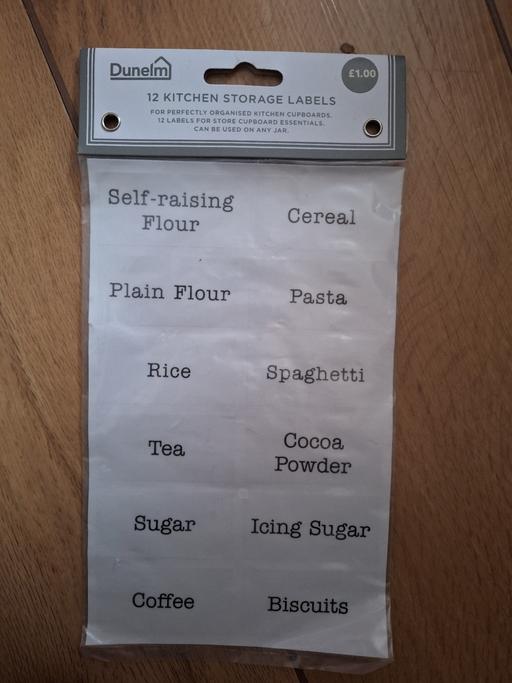 Dunelm
£1.00
12 KITCHEN STORAGE LABELS
FOR PERFECTLY ORGANISED KITCHEN CUPBOARDS.
12 LABELS FOR STORE CUPBOARD ESSENTIALS.
CAN BE USED ON ANY JAR.
Self-raising
Flour
Cereal
Plain Flour
Pasta
Rice
Spaghetti
Tea
Cocoa
Powder
Sugar
Icing Sugar
Coffee
Biscuits